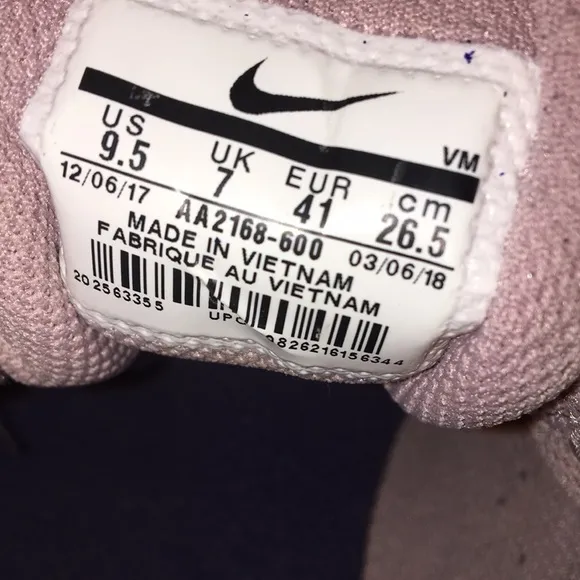 VM
US UK EUR cm
9.5 7 41 26.5
12/06/17 AA2168-600 03/06/18
MADE IN VIETNAM
FABRIQUE AU VIETNAM
202563355